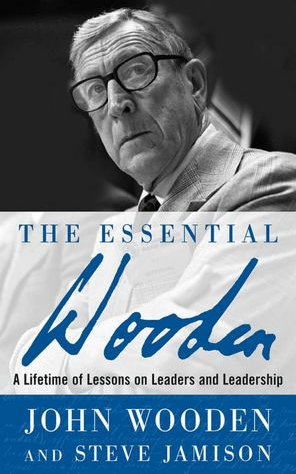 THE ESSENTIAL
Wooden
A Lifetime of Lessons on Leaders and Leadership
JOHN WOODEN
AND STEVE JAMISON